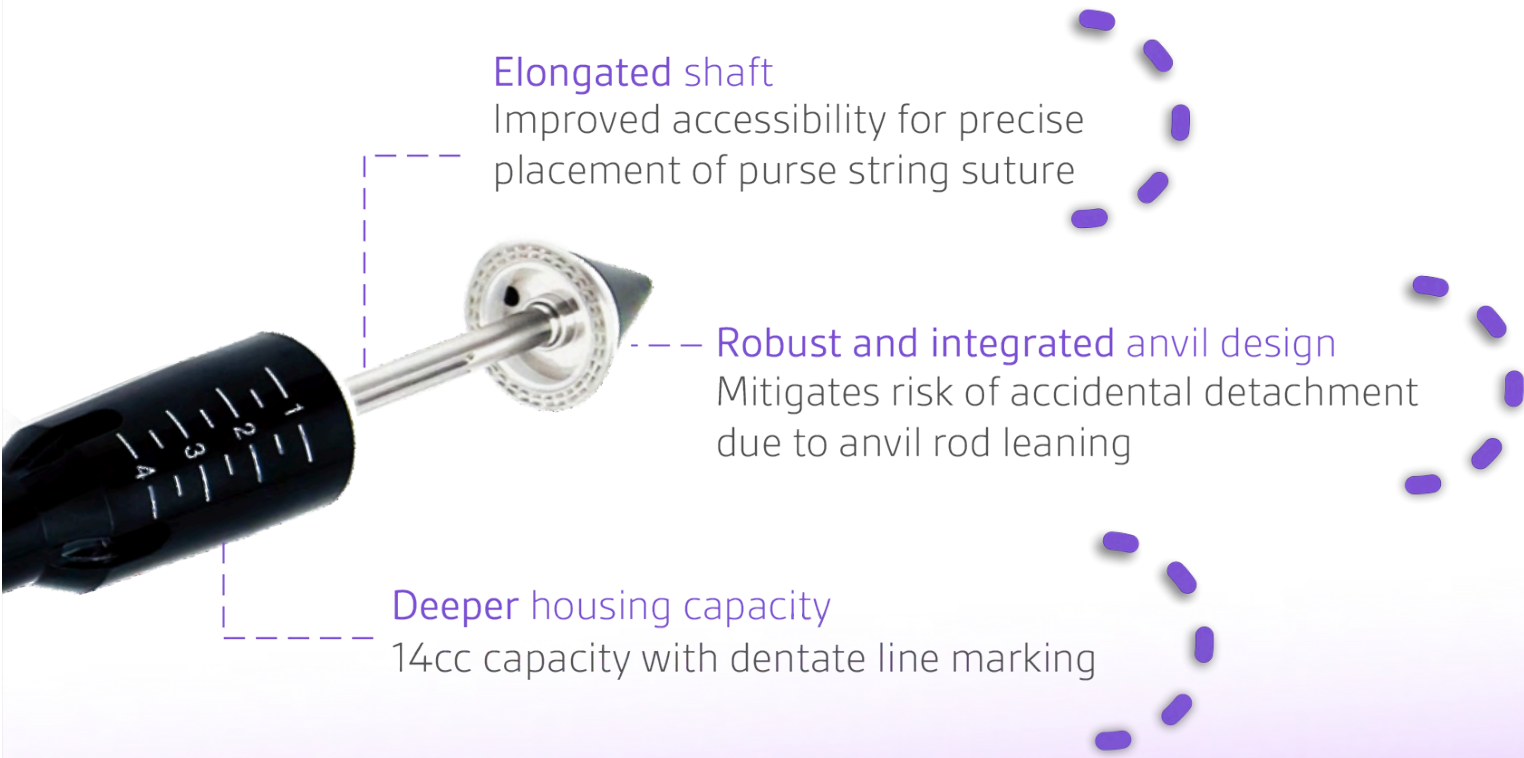 Elongated shaft
Improved accessibility for precise
placement of purse string suture
Robust and integrated anvil design
Mitigates risk of accidental detachment
due to anvil rod leaning
1
2
3
4
Deeper housing capacity
14cc capacity with dentate line marking